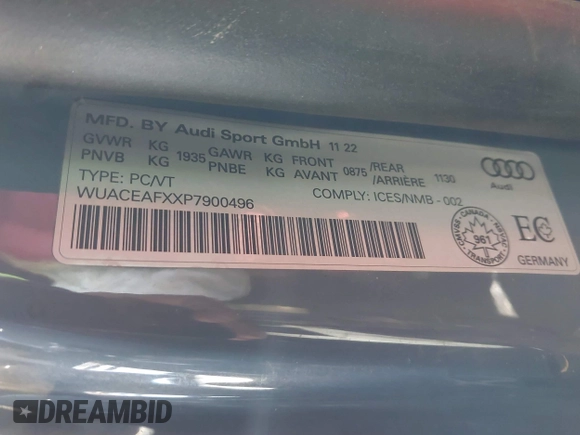 MFD. BY Audi Sport GmbH 11 22
GVWR KG 1935 GAWR KG FRONT 0875 /REAR 1130
PNVB KG PNBE KG AVANT /ARRIÈRE
TYPE: PC/VT COMPLY: ICES/NMB - 002
WUACEAFXXP7900496
Audi
CANADA
TRANSPORT
961
EC
GERMANY
DREAMBID